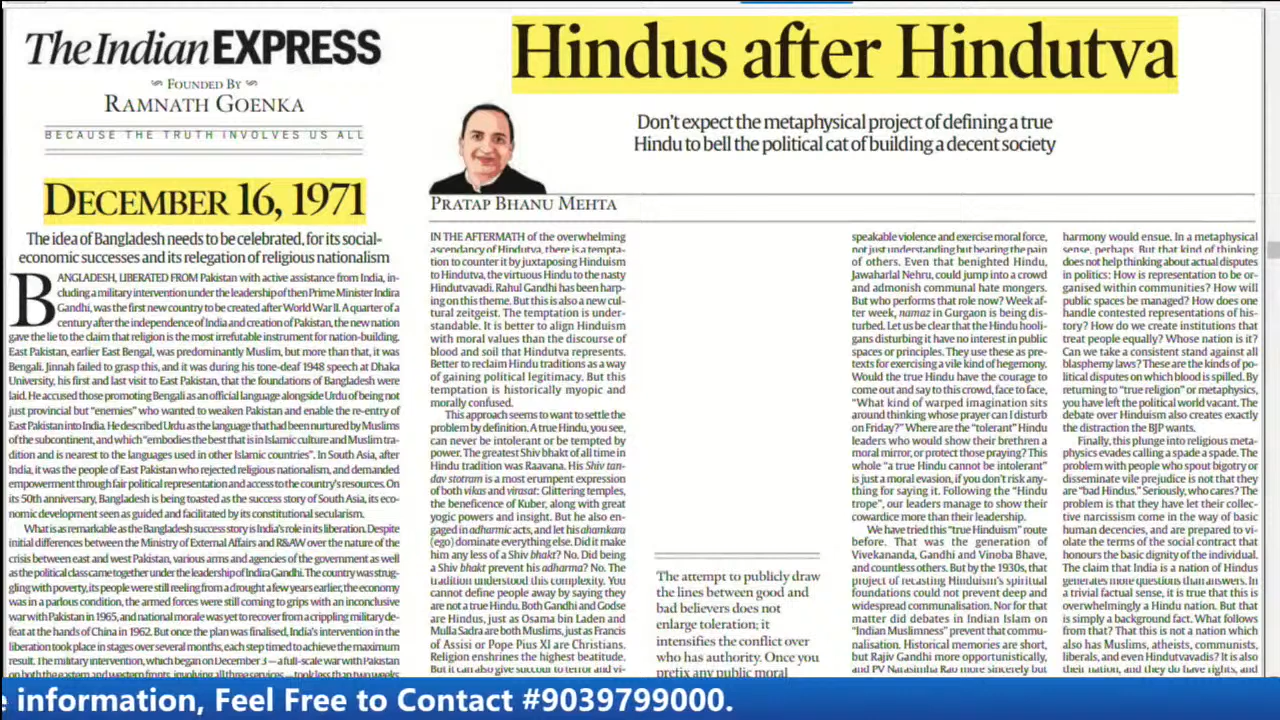 The Indian EXPRESS
FOUNDED BY
RAMNATH GOENKA
BECAUSE THE TRUTH INVOLVES US ALL
DECEMBER 16, 1971
The idea of Bangladesh needs to be celebrated, for its social-
economic successes and its relegation of religious nationalism
BANGLADESH, LIBERATED FROM Pakistan with active assistance from India, in-
cluding a military intervention under the leadership of then Prime Minister Indira
Gandhi, was the first new country to be created after World War II. A quarter of a
century after the independence of India and creation of Pakistan, the new nation
gave the lie to the claim that religion is the most irrefutable instrument for nation-building.
East Pakistan, earlier East Bengal, was predominantly Muslim, but more than that, it was
Bengali. Jinnah failed to grasp this, and it was during his tone-deaf 1948 speech at Dhaka
University, his first and last visit to East Pakistan, that the foundations of Bangladesh were
laid. He accused those promoting Bengali as an official language alongside Urdu of being not
just provincial but "enemies" who wanted to weaken Pakistan and enable the re-entry of
East Pakistan into India. He described Urdu as the language that had been nurtured by Muslims
of the subcontinent, and which "embodies the best that is in Islamic culture and Muslim tra-
dition and is nearest to the languages used in other Islamic countries". In South Asia, after
India, it was the people of East Pakistan who rejected religious nationalism, and demanded
empowerment through fair political representation and access to the country's resources. On
its 50th anniversary, Bangladesh is being toasted as the success story of South Asia, its eco-
nomic development seen as guided and facilitated by its constitutional secularism.
What is as remarkable as the Bangladesh success story is India's role in its liberation. Despite
initial differences between the Ministry of External Affairs and R&AW over the nature of the
crisis between east and west Pakistan, various arms and agencies of the government as well
as the political class came together under the leadership of Indira Gandhi. The country was strug-
gling with poverty, its people were still reeling from a drought a few years earlier, the economy
was in a parlous condition, the armed forces were still coming to grips with an inconclusive
war with Pakistan in 1965, and national morale was yet to recover from a crippling military de-
feat at the hands of China in 1962. But once the plan was finalised, India's intervention in the
liberation took place in stages over several months, each step timed to achieve the maximum
result. The military intervention, which began on December 3 — a full-scale war with Pakistan
on both the eastern and western fronts, involving all three services — took less than two weeks
Hindus after Hindutva
Don't expect the metaphysical project of defining a true
Hindu to bell the political cat of building a decent society
PRATAP BHANU MEHTA
IN THE AFTERMATH of the overwhelming
ascendancy of Hindutva, there is a tempta-
tion to counter it by juxtaposing Hinduism
to Hindutva, the virtuous Hindu to the nasty
Hindutvavadi. Rahul Gandhi has been harp-
ing on this theme. But this is also a new cul-
tural zeitgeist. The temptation is under-
standable. It is better to align Hinduism
with moral values than the discourse of
blood and soil that Hindutva represents.
Better to reclaim Hindu traditions as a way
of gaining political legitimacy. But this
temptation is historically myopic and
morally confused.
This approach seems to want to settle the
problem by definition. A true Hindu, you see,
can never be intolerant or be tempted by
power. The greatest Shiv bhakt of all time in
Hindu tradition was Raavana. His Shiv tan-
dav stotram is a most erumpent expression
of both vikas and virasat: Glittering temples,
the beneficence of Kuber, along with great
yogic powers and insight. But he also en-
gaged in adharmic acts, and let his ahamkara
(ego) dominate everything else. Did it make
him any less of a Shiv bhakt? No. Did being
a Shiv bhakt prevent his adharma? No. The
tradition understood this complexity. You
cannot define people away by saying they
are not a true Hindu. Both Gandhi and Godse
are Hindus, just as Osama bin Laden and
Mulla Sadra are both Muslims, just as Francis
of Assisi or Pope Pius XI are Christians.
Religion enshrines the highest beatitude.
But it can also give succour to terror and vi-
The attempt to publicly draw
the lines between good and
bad believers does not
enlarge toleration; it
intensifies the conflict over
who has authority. Once you
prefix any public moral
speakable violence and exercise moral force,
not just understanding but bearing the pain
of others. Even that benighted Hindu,
Jawaharlal Nehru, could jump into a crowd
and admonish communal hate mongers.
But who performs that role now? Week af-
ter week, namaz in Gurgaon is being dis-
turbed. Let us be clear that the Hindu hooli-
gans disturbing it have no interest in public
spaces or principles. They use these as pre-
texts for exercising a vile kind of hegemony.
Would the true Hindu have the courage to
come out and say to this crowd, face to face,
"What kind of warped imagination sits
around thinking whose prayer can I disturb
on Friday?" Where are the "tolerant" Hindu
leaders who would show their brethren a
moral mirror, or protect those praying? This
whole "a true Hindu cannot be intolerant"
is just a moral evasion, if you don't risk any-
thing for saying it. Following the "Hindu
trope", our leaders manage to show their
cowardice more than their leadership.
We have tried this "true Hinduism" route
before. That was the generation of
Vivekananda, Gandhi and Vinoba Bhave,
and countless others. But by the 1930s, that
project of recasting Hinduism's spiritual
foundations could not prevent deep and
widespread communalisation. Nor for that
matter did debates in Indian Islam on
"Indian Muslimness" prevent that commu-
nalisation. Historical memories are short,
but Rajiv Gandhi more opportunistically,
and PV Narasimha Rao more sincerely but
harmony would ensue. In a metaphysical
sense, perhaps. But that kind of thinking
does not help thinking about actual disputes
in politics: How is representation to be or-
ganised within communities? How will
public spaces be managed? How does one
handle contested representations of his-
tory? How do we create institutions that
treat people equally? Whose nation is it?
Can we take a consistent stand against all
blasphemy laws? These are the kinds of po-
litical disputes on which blood is spilled. By
returning to "true religion" or metaphysics,
you have left the political world vacant. The
debate over Hinduism also creates exactly
the distraction the BJP wants.
Finally, this plunge into religious meta-
physics evades calling a spade a spade. The
problem with people who spout bigotry or
disseminate vile prejudice is not that they
are "bad Hindus." Seriously, who cares? The
problem is that they have let their collec-
tive narcissism come in the way of basic
human decencies, and are prepared to vi-
olate the terms of the social contract that
honours the basic dignity of the individual.
The claim that India is a nation of Hindus
generates more questions than answers. In
a trivial factual sense, it is true that this is
overwhelmingly a Hindu nation. But that
is simply a background fact. What follows
from that? That this is not a nation which
also has Muslims, atheists, communists,
liberals, and even Hindutvavadis? It is also
their nation, and they do have rights, and
e information, Feel Free to Contact #9039799000.